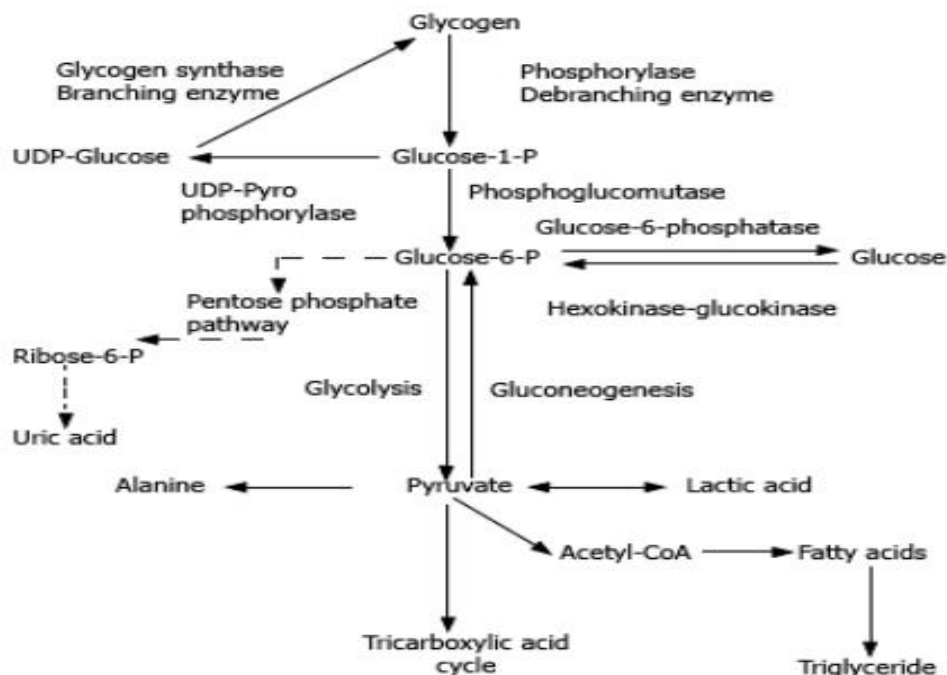 Glycogen
Glycogen synthase
Branching enzyme
Phosphorylase
Debranching enzyme
UDP-Glucose
Glucose-1-P
UDP-Pyro
phosphorylase
Phosphoglucomutase
Glucose-6-phosphatase
Glucose-6-P
Glucose
Hexokinase-glucokinase
Pentose phosphate
pathway
Ribose-6-P
Glycolysis
Gluconeogenesis
Uric acid
Alanine
Pyruvate
Lactic acid
Acetyl-CoA
Fatty acids
Tricarboxylic acid
cycle
Triglyceride